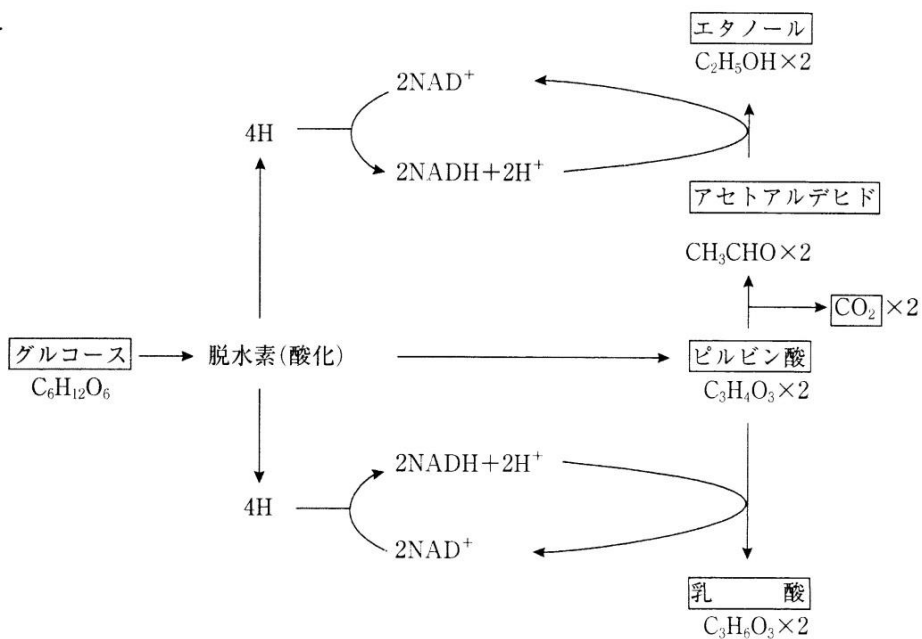 エタノール
C₂H₅OH×2
2NAD⁺
4H
2NADH+2H⁺
アセトアルデヒド
CH₃CHO×2
CO₂×2
グルコース
脱水素(酸化)
ピルビン酸
C₆H₁₂O₆
C₃H₄O₃×2
2NADH+2H⁺
4H
2NAD⁺
乳 酸
C₃H₆O₃×2